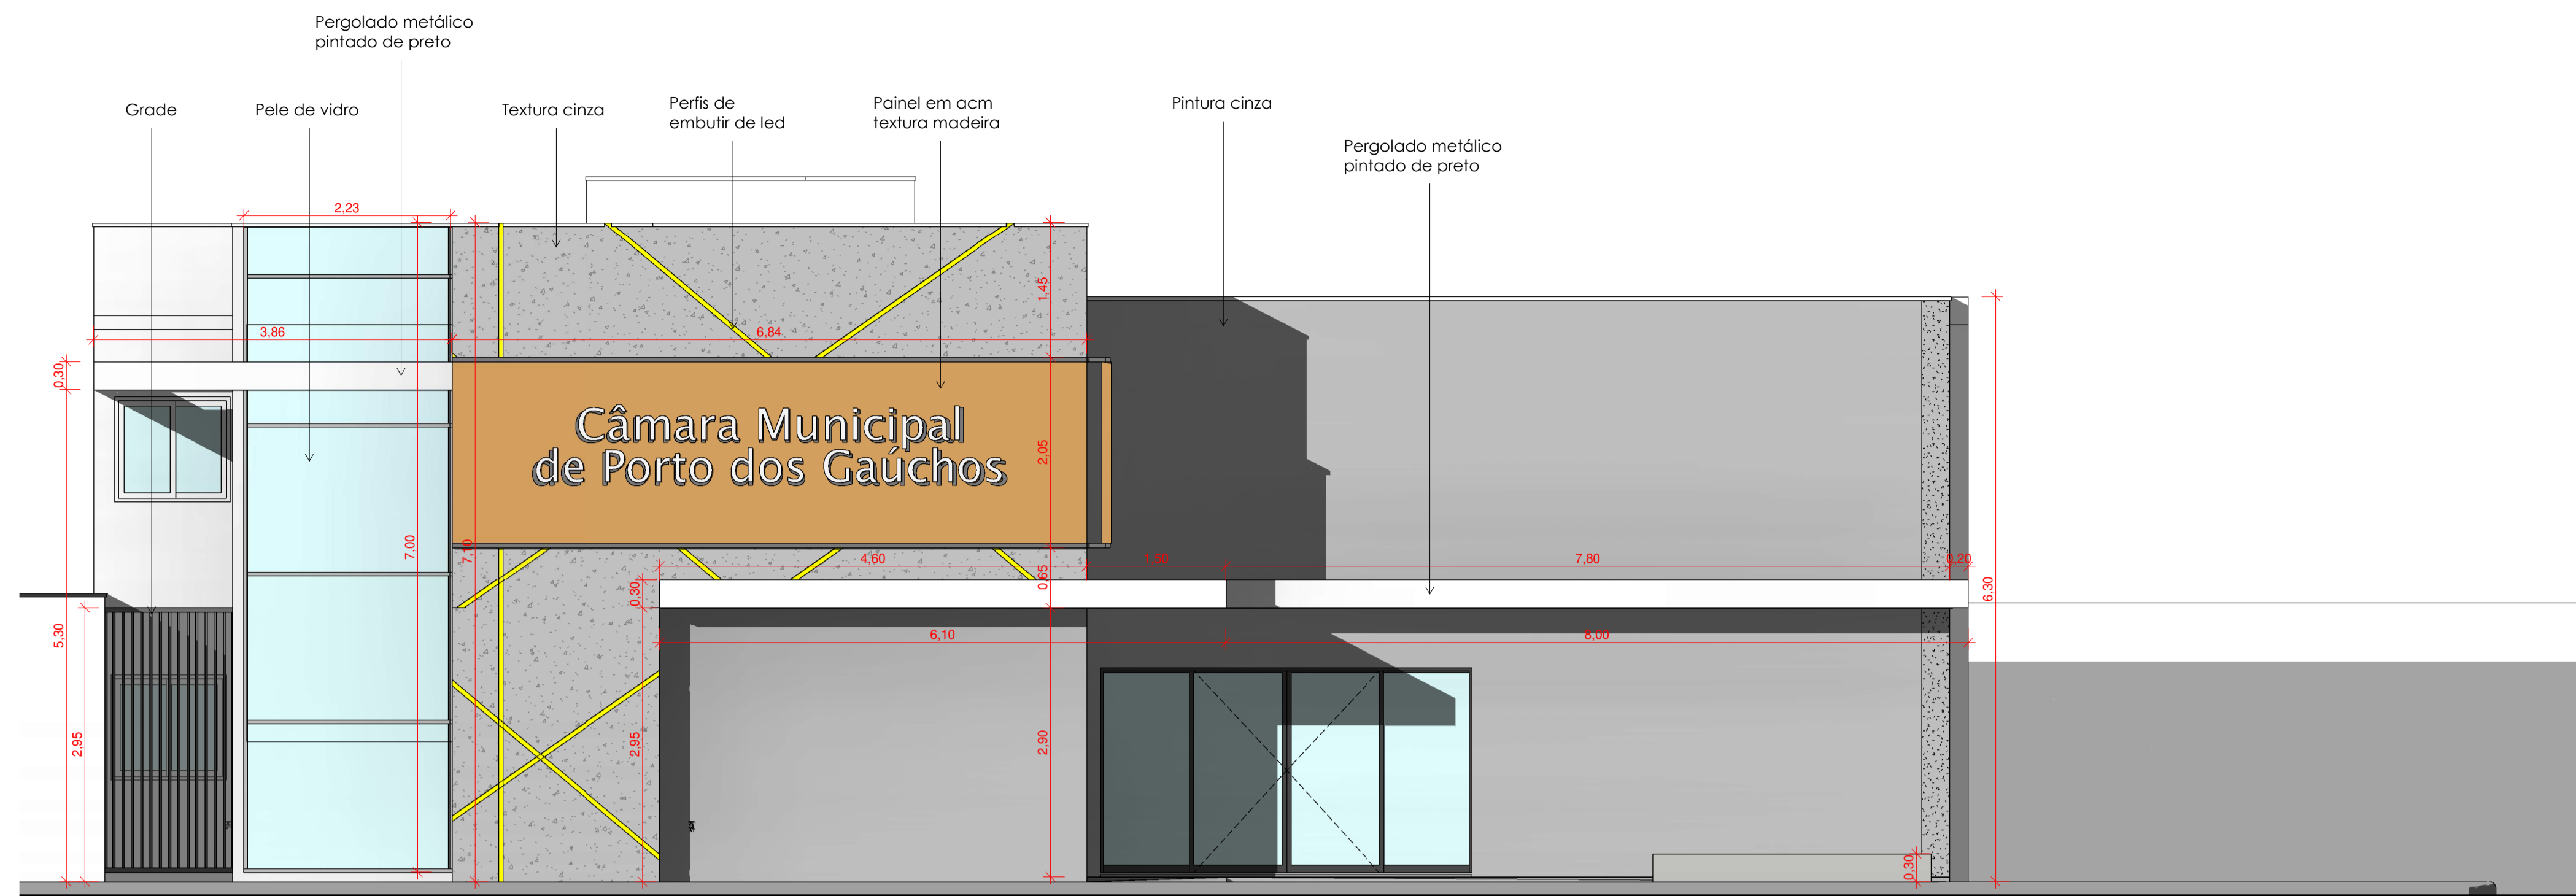 Pergolado metálico
pintado de preto
Grade
Pele de vidro
Textura cinza
Perfis de
embutir de led
Painel em acm
textura madeira
Pintura cinza
Pergolado metálico
pintado de preto
2,23
1,45
3,86
6,84
0,30
Câmara Municipal
de Porto dos Gaúchos
2,05
7,00
7,10
4,60
1,50
7,80
0,20
0,30
0,65
6,30
5,30
6,10
8,00
2,95
2,95
2,90
0,30